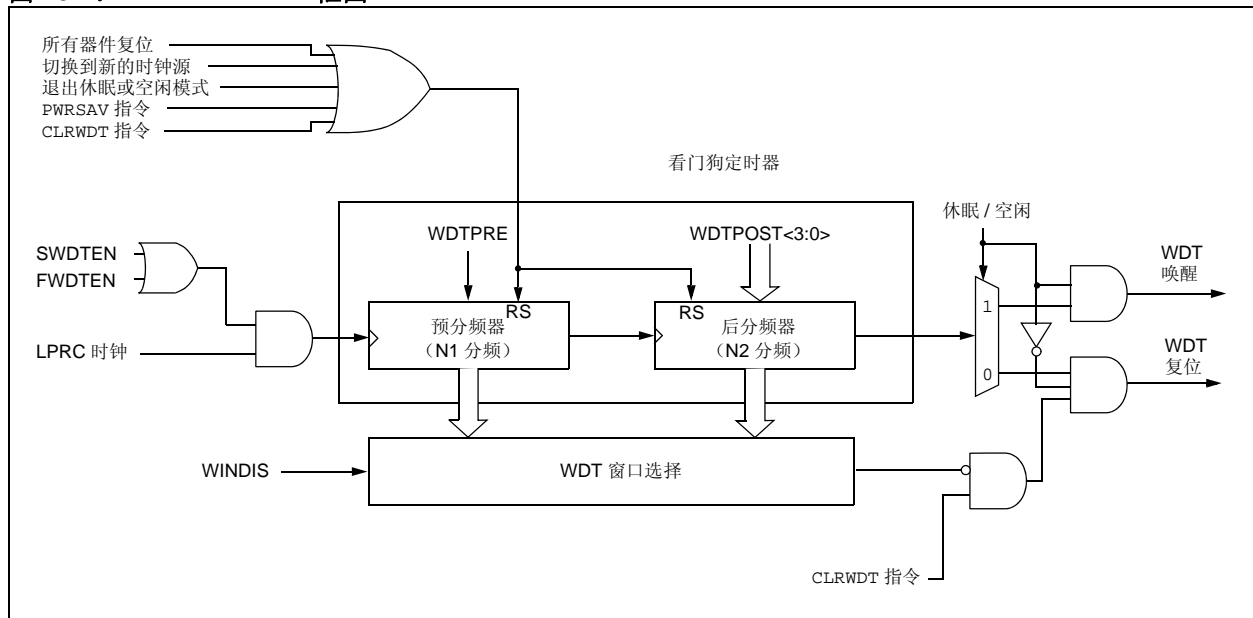 所有器件复位
切换到新的时钟源
退出休眠或空闲模式
PWRSAV 指令
CLRWDT 指令
看门狗定时器
休眠 / 空闲
SWDTEN
FWDTEN
LPRC 时钟
WDTPRE
WDTPOST<3:0>
RS
预分频器
（N1 分频）
RS
后分频器
（N2 分频）
1
0
WDT
唤醒
WDT
复位
WINDIS
WDT 窗口选择
CLRWDT 指令